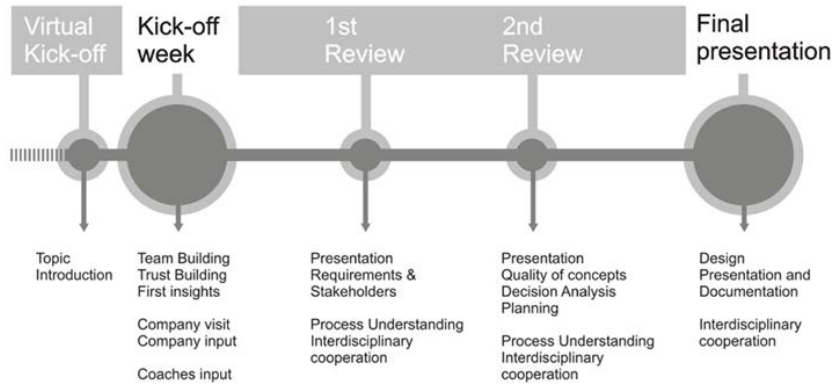 Virtual
Kick-off
Kick-off
week
1st
Review
2nd
Review
Final
presentation
Topic
Introduction
Team Building
Trust Building
First insights
Company visit
Company input
Coaches input
Presentation
Requirements &
Stakeholders
Process Understanding
Interdisciplinary
cooperation
Presentation
Quality of concepts
Decision Analysis
Planning
Process Understanding
Interdisciplinary
cooperation
Design
Presentation and
Documentation
Interdisciplinary
cooperation